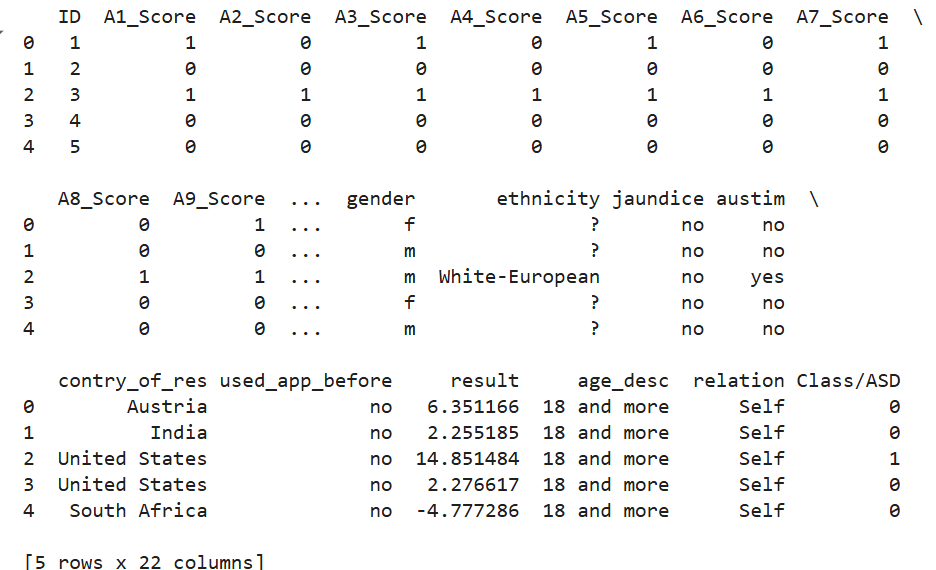 ID A1_Score A2_Score A3_Score A4_Score A5_Score A6_Score A7_Score \
0 1 1 0 1 0 1 0 1
1 2 0 0 0 0 0 0 0
2 3 1 1 1 1 1 1 1
3 4 0 0 0 0 0 0 0
4 5 0 0 0 0 0 0 0
A8_Score A9_Score ... gender ethnicity jaundice austim \
0 0 1 ... f ? no no
1 0 0 ... m ? no no
2 1 1 ... m White-European no yes
3 0 0 ... f ? no no
4 0 0 ... m ? no no
contry_of_res used_app_before result age_desc relation Class/ASD
0 Austria no 6.351166 18 and more Self 0
1 India no 2.255185 18 and more Self 0
2 United States no 14.851484 18 and more Self 1
3 United States no 2.276617 18 and more Self 0
4 South Africa no -4.777286 18 and more Self 0
[5 rows x 22 columns]